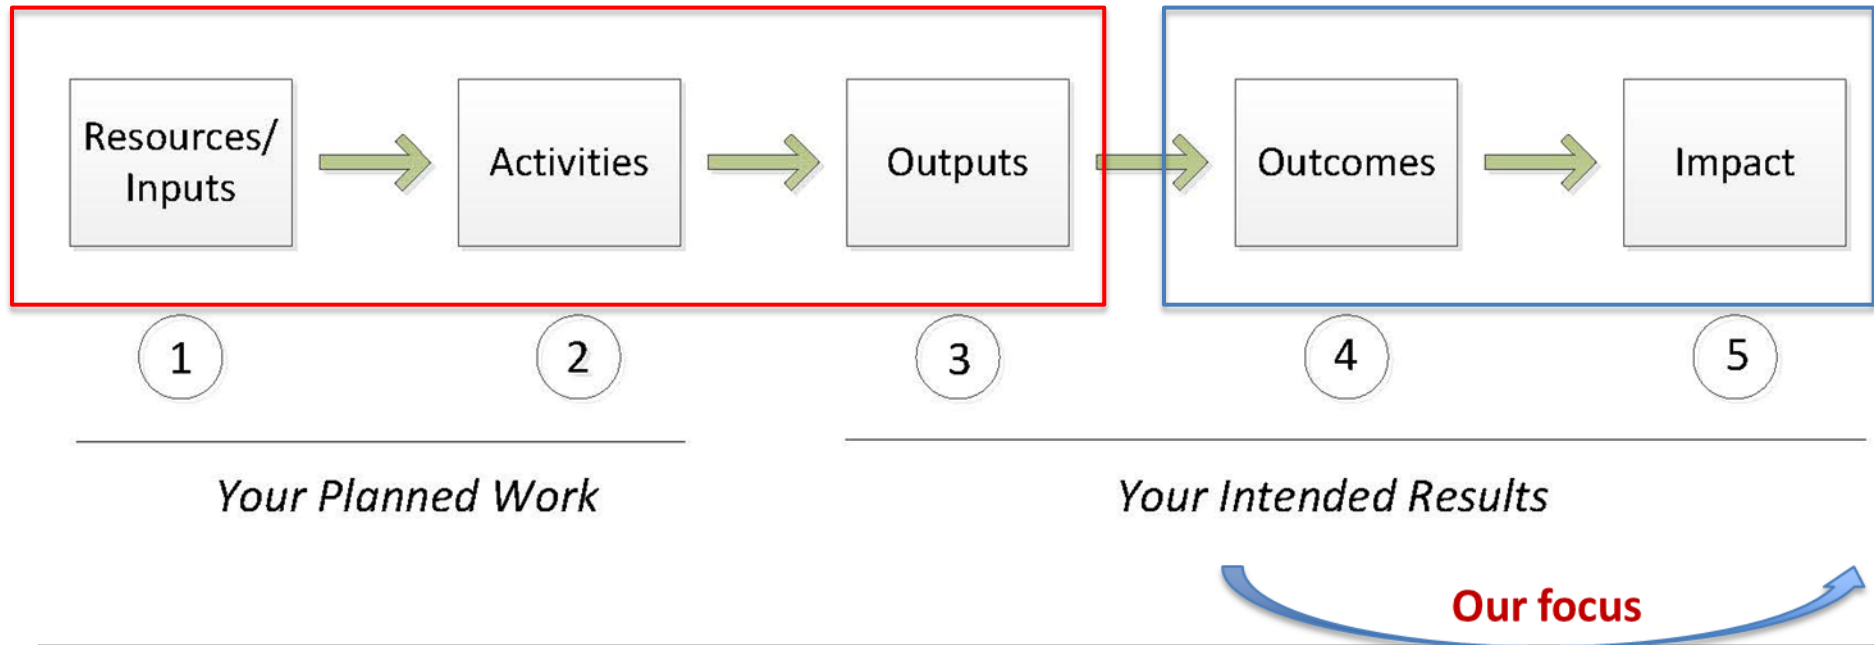 Resources/
Inputs
Activities
Outputs
Outcomes
Impact
1
2
3
4
5
Your Planned Work
Your Intended Results
Our focus